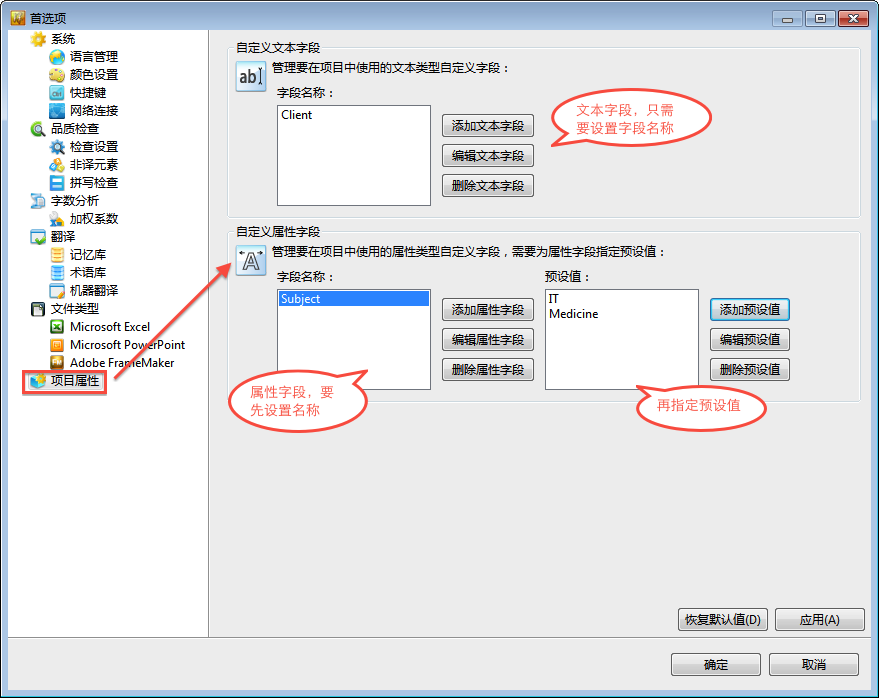 首选项
系统
语言管理
颜色设置
快捷键
网络连接
品质检查
检查设置
非译元素
拼写检查
字数分析
加权系数
翻译
记忆库
术语库
机器翻译
文件类型
Microsoft Excel
Microsoft PowerPoint
Adobe FrameMaker
项目属性
自定义文本字段
管理要在项目中使用的文本类型自定义字段：
字段名称：
Client
添加文本字段
编辑文本字段
删除文本字段
文本字段，只需
要设置字段名称
自定义属性字段
管理要在项目中使用的属性类型自定义字段，需要为属性字段指定预设值：
字段名称：
Subject
添加属性字段
编辑属性字段
删除属性字段
预设值：
IT
Medicine
添加预设值
编辑预设值
删除预设值
属性字段，要
先设置名称
再指定预设值
恢复默认值(D)
应用(A)
确定
取消